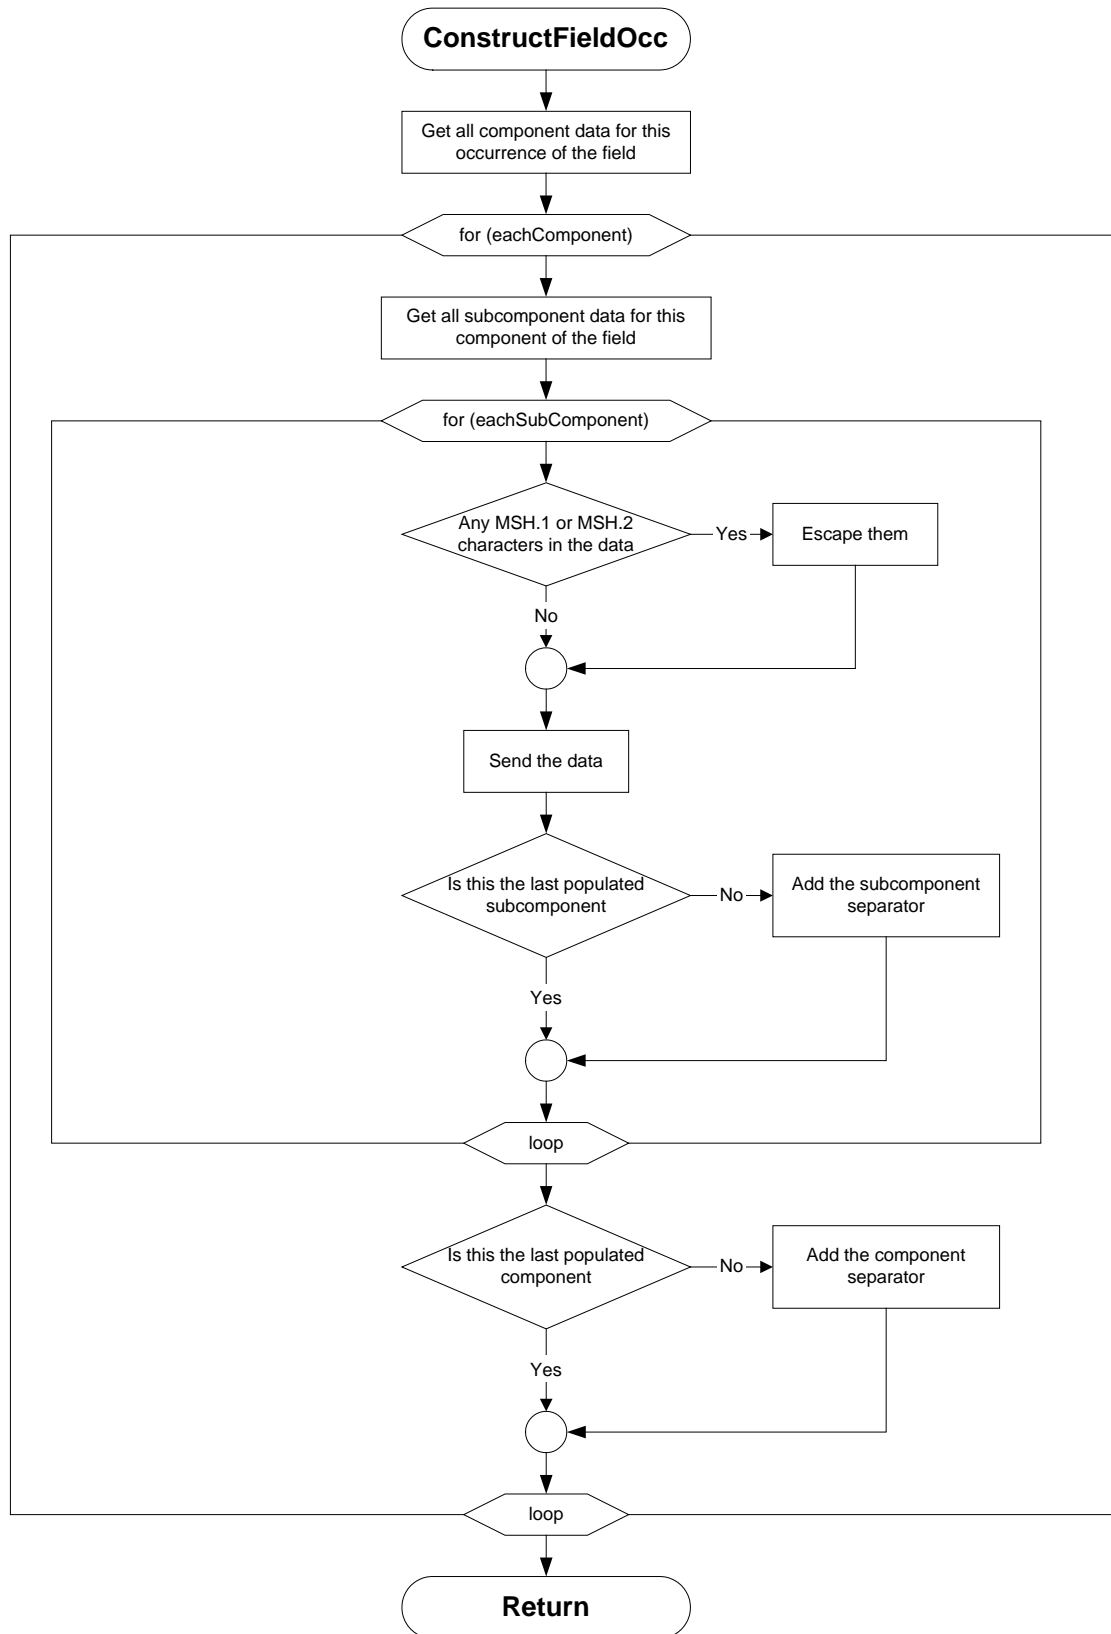 ConstructFieldOcc
Get all component data for this
occurrence of the field
for (eachComponent)
Get all subcomponent data for this
component of the field
for (eachSubComponent)
Any MSH.1 or MSH.2
characters in the data
Yes
Escape them
No
Send the data
Is this the last populated
subcomponent
No
Add the subcomponent
separator
Yes
loop
Is this the last populated
component
No
Add the component
separator
Yes
loop
Return